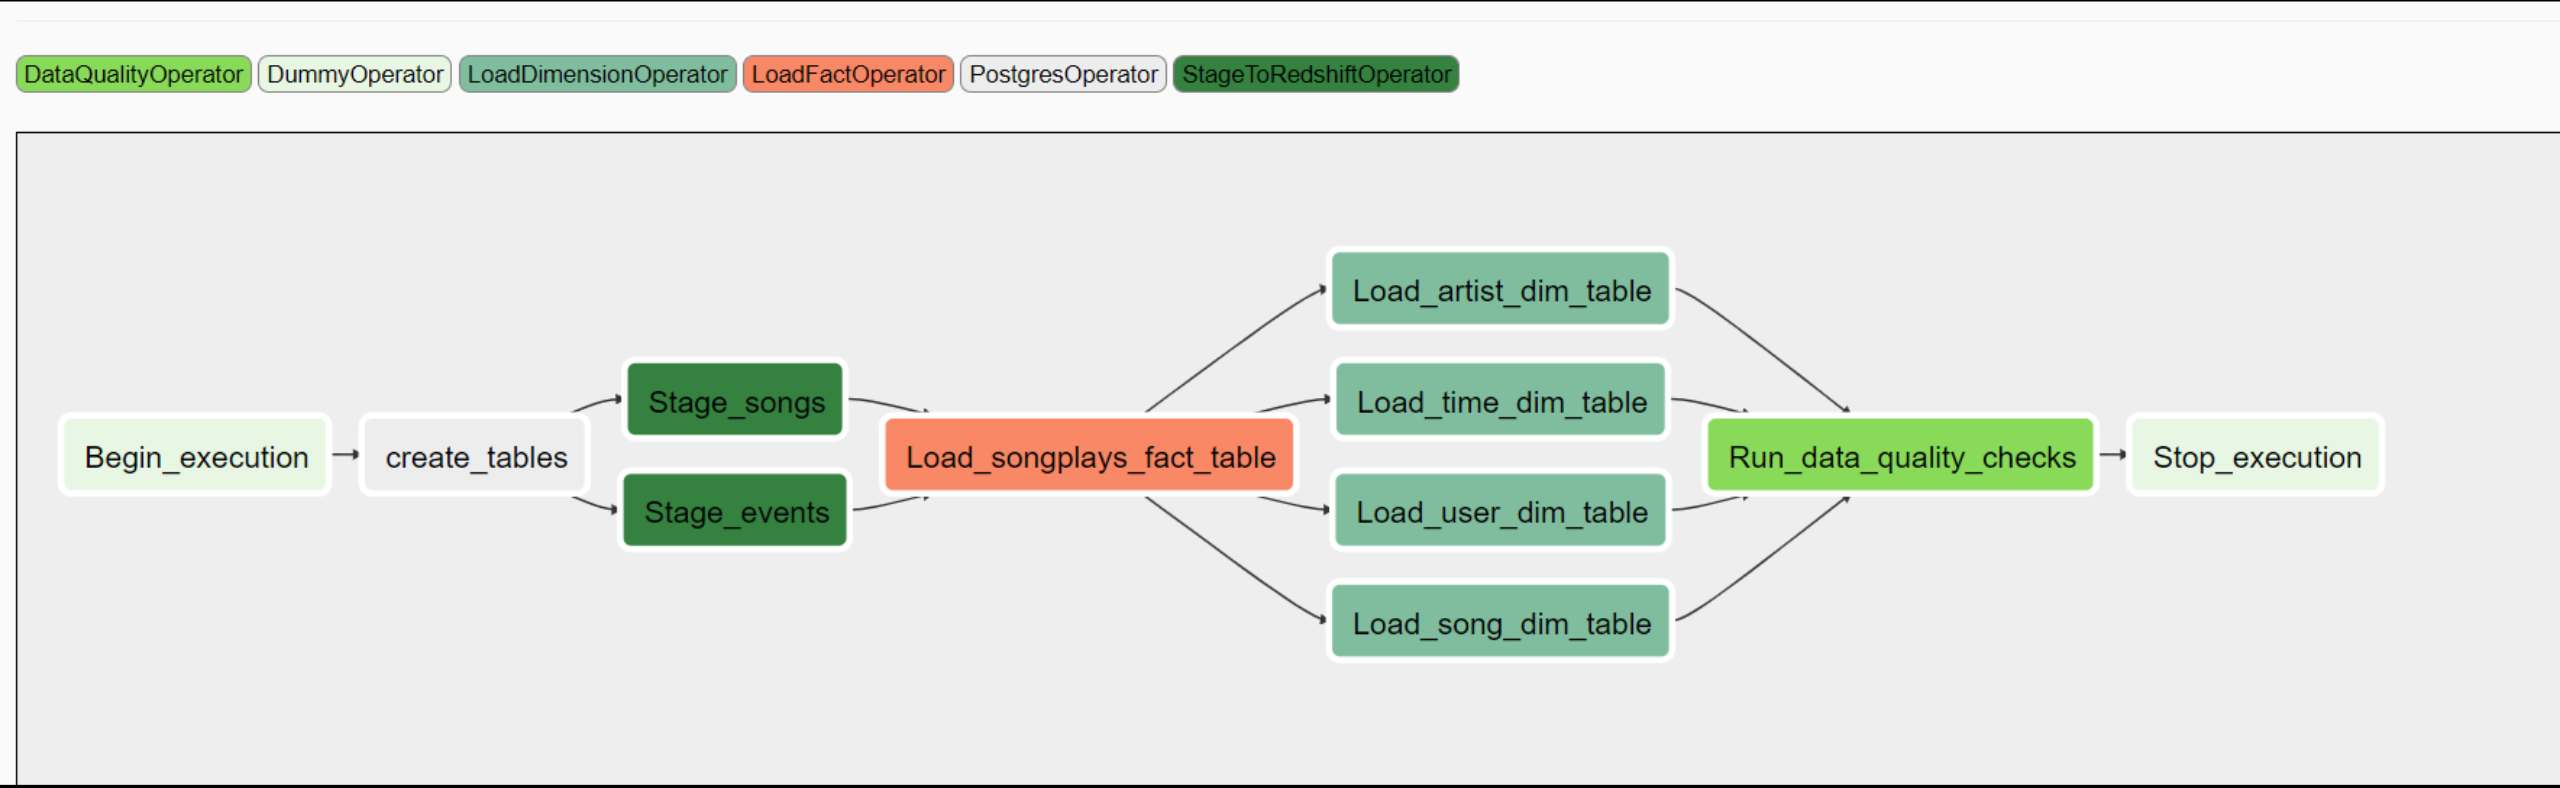 DataQualityOperator DummyOperator LoadDimensionOperator LoadFactOperator PostgresOperator StageToRedshiftOperator
Begin_execution
create_tables
Stage_songs
Stage_events
Load_songplays_fact_table
Load_artist_dim_table
Load_time_dim_table
Load_user_dim_table
Load_song_dim_table
Run_data_quality_checks
Stop_execution